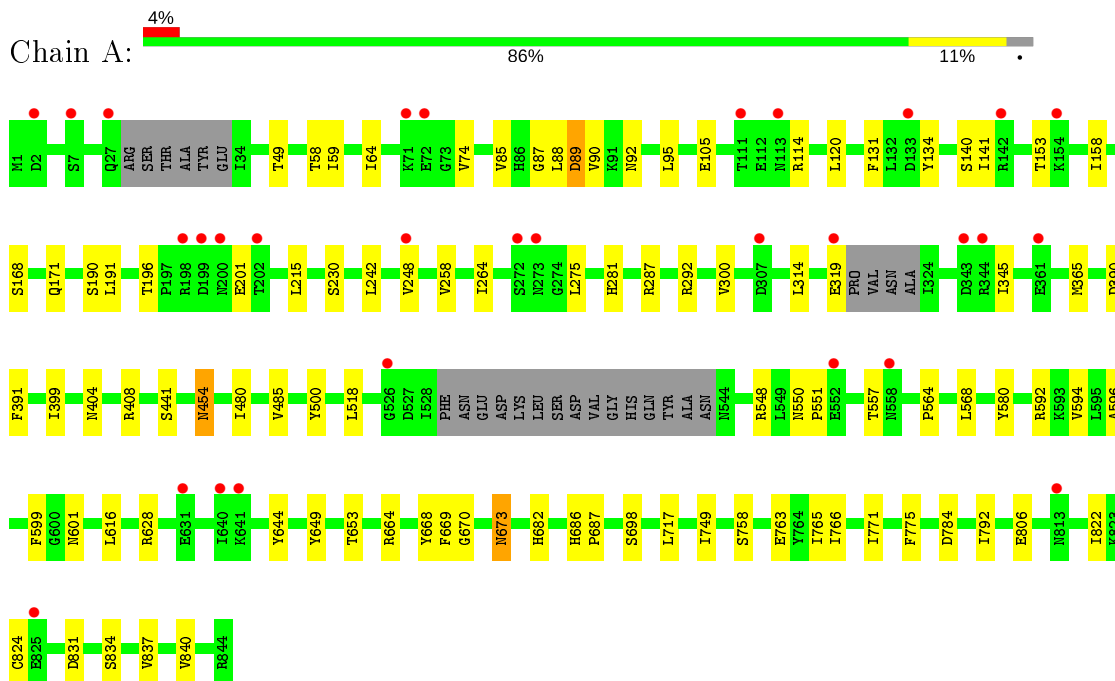 4%
Chain A:
86%
11%
•
M1 D2 S7 Q27 ARG SER THR ALA TYR GLU I34 T49 T58 I59 I64 K71 E72 G73 V74 V85 H86 G87 L88 D89 V90 K91 N92 L95 E105 T111 E112 N113 R114 L120 F131 L132 D133 Y134 S140 I141 R142 T153 K154 I158
S168 Q171 S190 L191 T196 P197 R198 D199 N200 E201 T202 L215 S230 L242 V248 V258 I264 S272 N273 G274 L275 H281 R287 R292 V300 D307 L314 E319 PRO VAL ASN ALA I324 D343 R344 I345 E361 M365 D390
F391 I399 N404 R408 S441 N454 I480 V485 Y500 L518 G526 D527 I528 PHE ASN GLU ASP LYS LEU SER ASP VAL GLY HIS GLN TYR ALA ASN N544 R548 L549 N550 P551 E552 T557 N558 P564 L568 Y580 R592 K593 V594 L595 A596
F599 G600 N601 L616 R628 E631 I640 K641 Y644 Y649 T653 R664 Y668 F669 G670 N673 H682 H686 P687 S698 L717 I749 S758 E763 Y764 I765 I766 I771 F775 D784 I792 E806 N813 I822 K823
C824 E825 D831 S834 V837 V840 R844